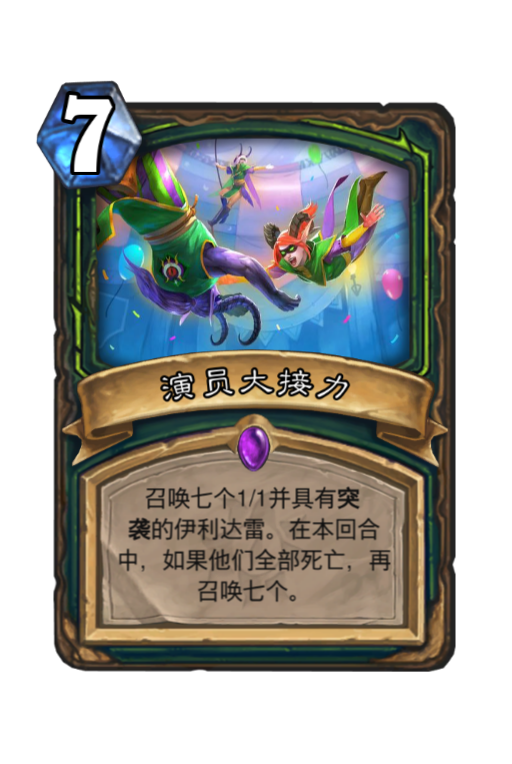 7
演员大接力
召唤七个1/1并具有突
袭的伊利达雷。在本回合
中，如果他们全部死亡，再
召唤七个。